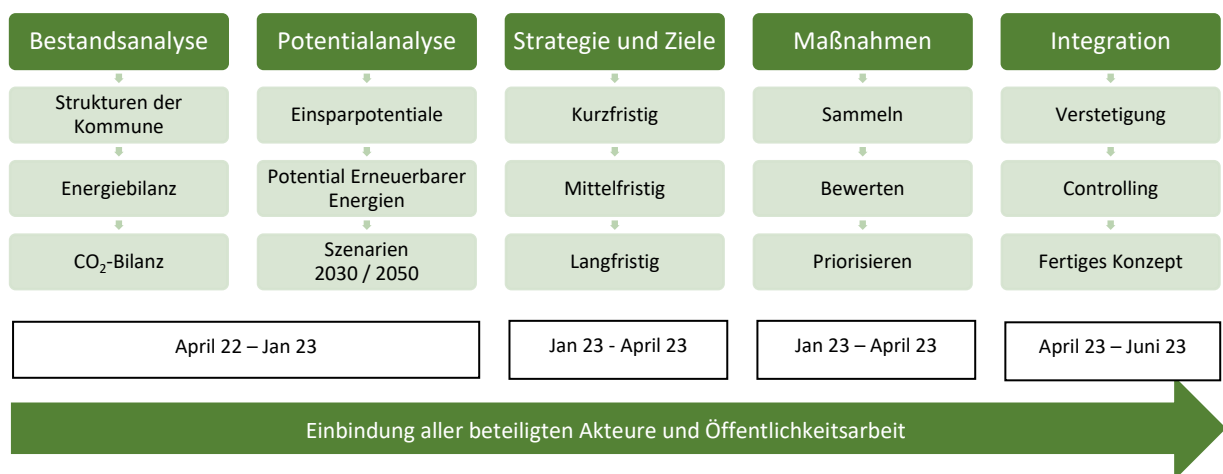 Bestandsanalyse
Strukturen der
Kommune
Energiebilanz
CO₂-Bilanz
Potentialanalyse
Einsparpotentiale
Potential Erneuerbarer
Energien
Szenarien
2030 / 2050
Strategie und Ziele
Kurzfristig
Mittelfristig
Langfristig
Maßnahmen
Sammeln
Bewerten
Priorisieren
Integration
Verstetigung
Controlling
Fertiges Konzept
April 22 – Jan 23
Jan 23 - April 23
Jan 23 – April 23
April 23 – Juni 23
Einbindung aller beteiligten Akteure und Öffentlichkeitsarbeit